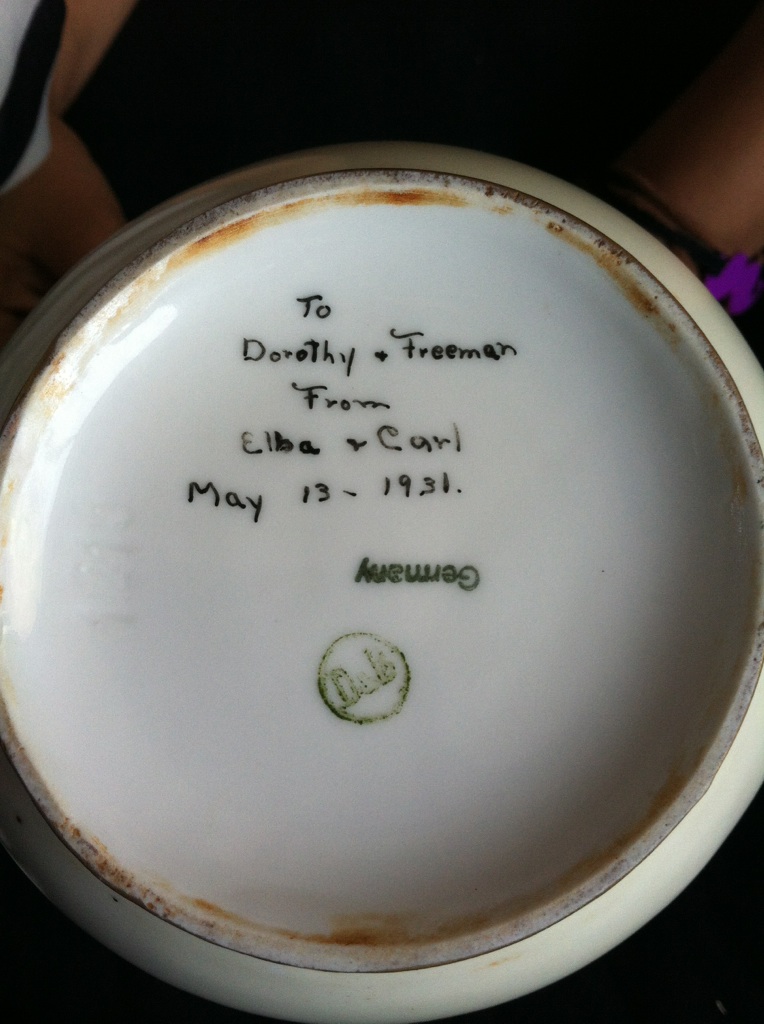 To
Dorothy + Freeman
From
Elba & Carl
May 13 - 1931.
Germany